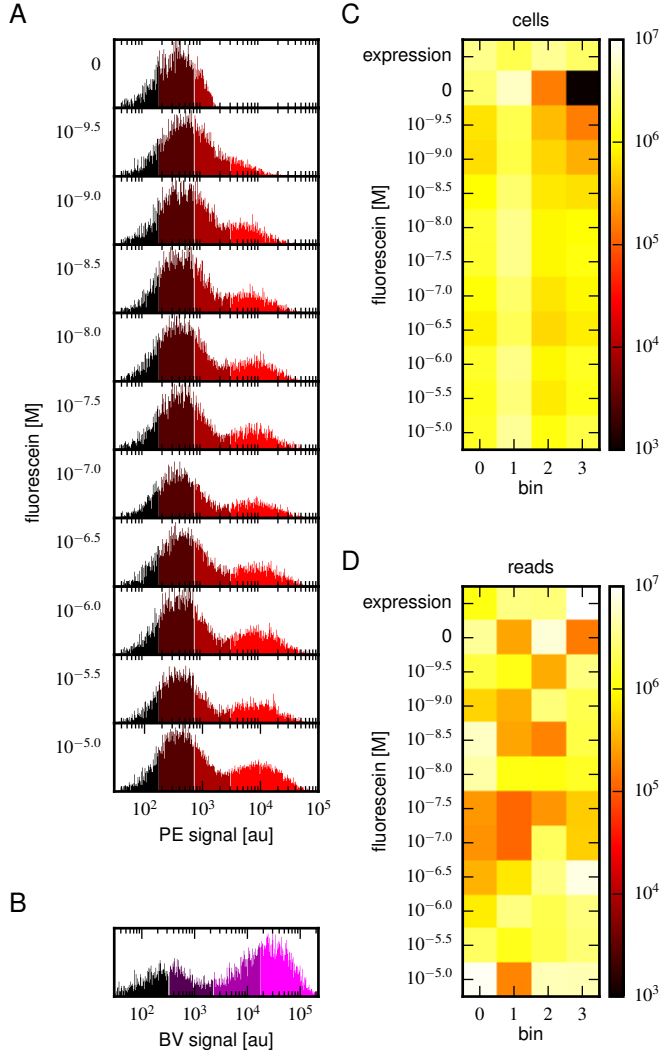 A
0
10^−9.5
10^−9.0
10^−8.5
10^−8.0
10^−7.5
10^−7.0
10^−6.5
10^−6.0
10^−5.5
10^−5.0
fluorescein [M]
10^2 10^3 10^4 10^5
PE signal [au]
B
10^2 10^3 10^4 10^5
BV signal [au]
C
cells
expression
0
10^−9.5
10^−9.0
10^−8.5
10^−8.0
10^−7.5
10^−7.0
10^−6.5
10^−6.0
10^−5.5
10^−5.0
fluorescein [M]
0 1 2 3
bin
10^7
10^6
10^5
10^4
10^3
D
reads
expression
0
10^−9.5
10^−9.0
10^−8.5
10^−8.0
10^−7.5
10^−7.0
10^−6.5
10^−6.0
10^−5.5
10^−5.0
fluorescein [M]
0 1 2 3
bin
10^7
10^6
10^5
10^4
10^3